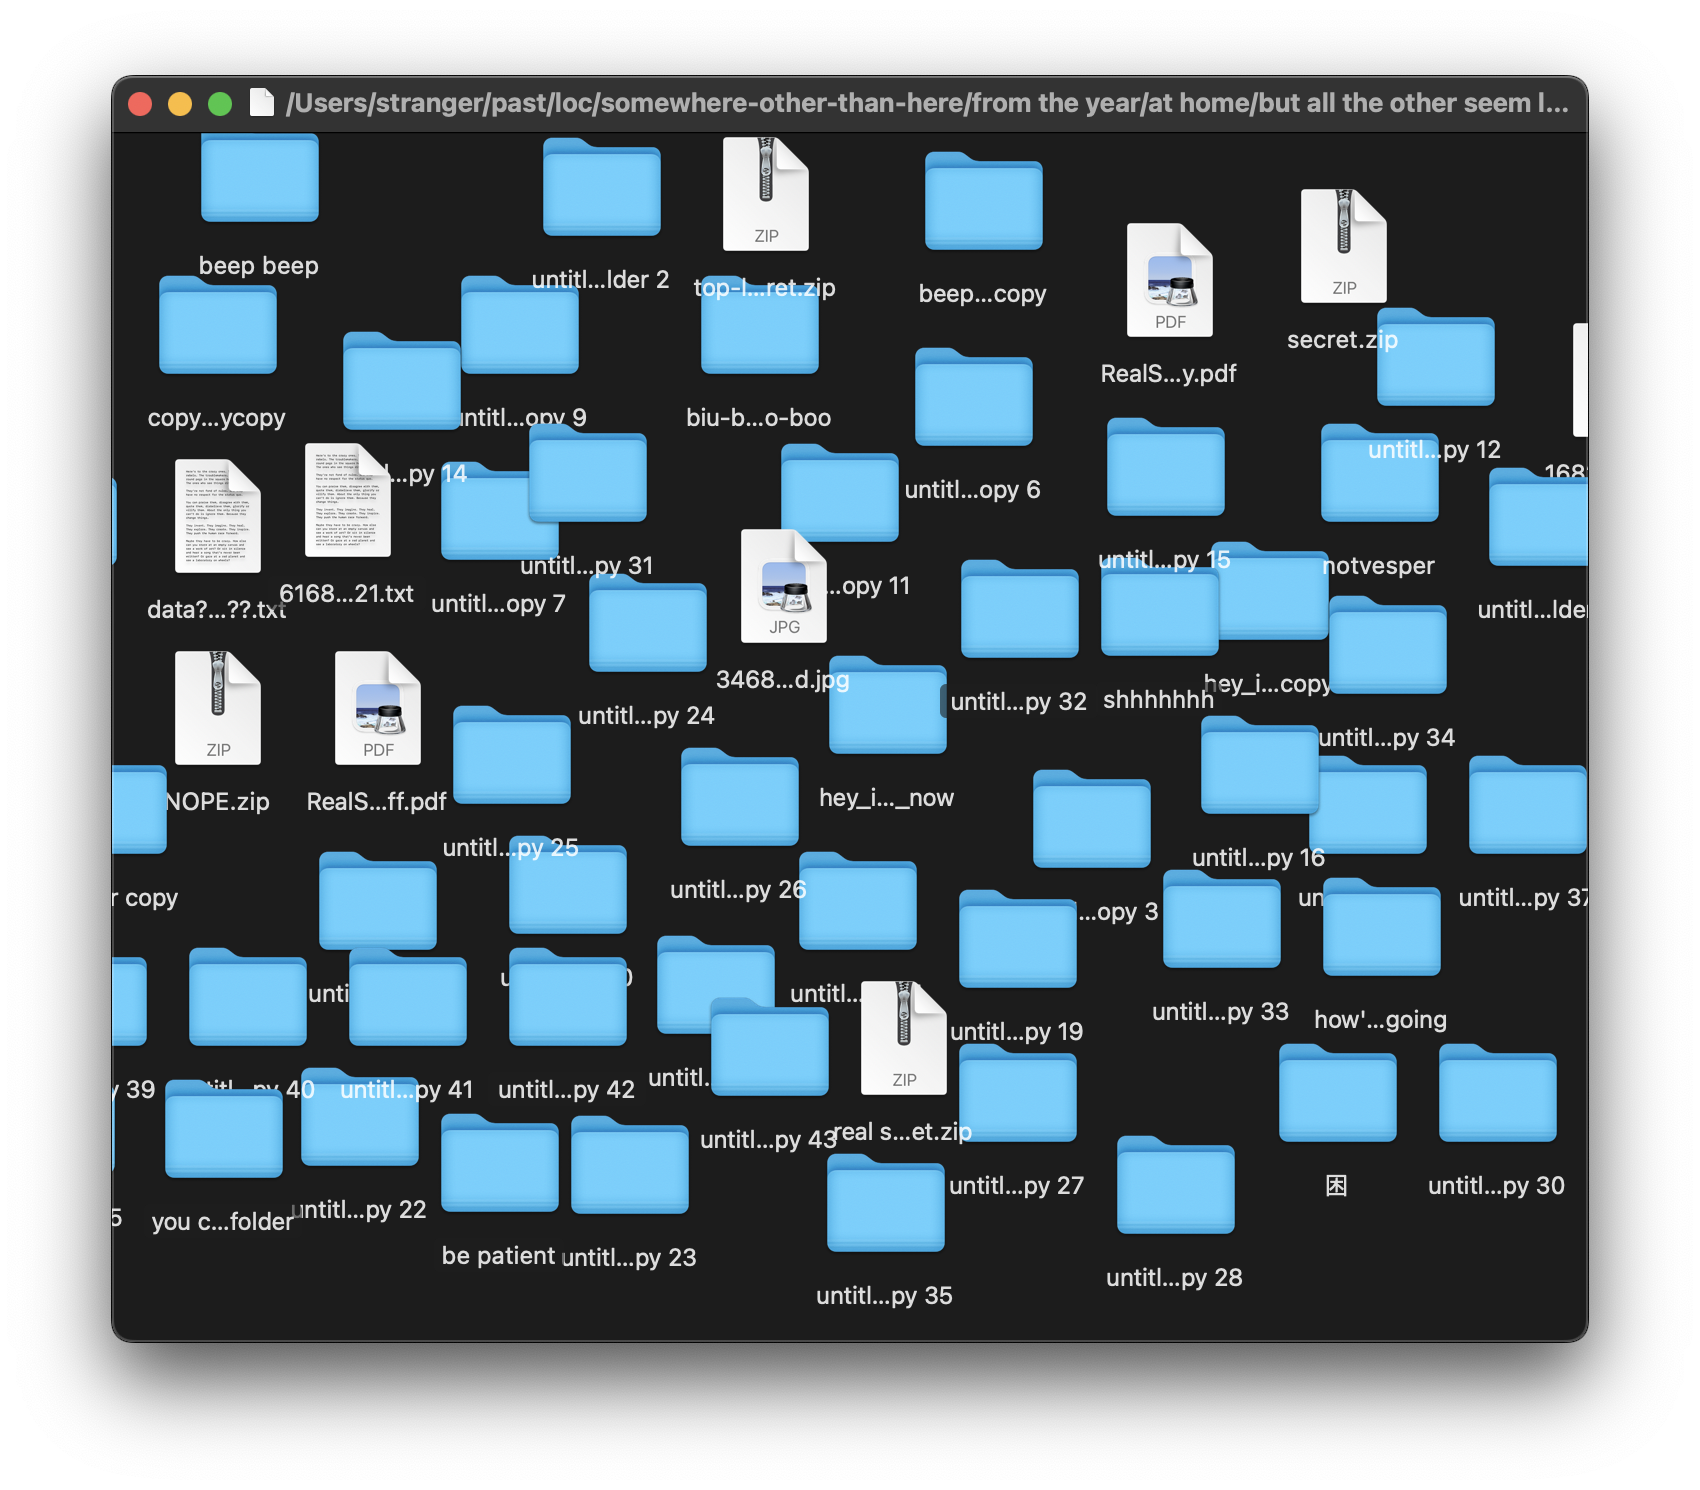 /Users/stranger/past/loc/somewhere-other-than-here/from the year/at home/but all the other seem l...
ZIP
beep beep
untitl...lder 2
top-l...ret.zip
beep...copy
PDF
RealS...y.pdf
ZIP
secret.zip
copy...ycopy
untitl...opy 9
biu-b...o-boo
untitl...opy 6
untitl...py 12
168
...py 14
untitl...py 31
...opy 11
untitl...py 15
notvesper
data?...??.txt
6168...21.txt
untitl...opy 7
untitl...lde
JPG
3468...d.jpg
untitl...py 24
untitl...py 32
shhhhhhh
hey_i...copy
untitl...py 34
ZIP
NOPE.zip
PDF
RealS...ff.pdf
hey_i..._now
untitl...py 25
untitl...py 26
untitl...py 16
r copy
...opy 3
un
untitl...py 37
unti
untitl...
untitl...py 33
how'...going
untitl...py 19
y 39
untitl...py 40
untitl...py 41
untitl...py 42
untitl.
ZIP
untitl...py 43
real s...et.zip
5
you c...folder
untitl...py 22
untitl...py 27
困
untitl...py 30
be patient
untitl...py 23
untitl...py 35
untitl...py 28